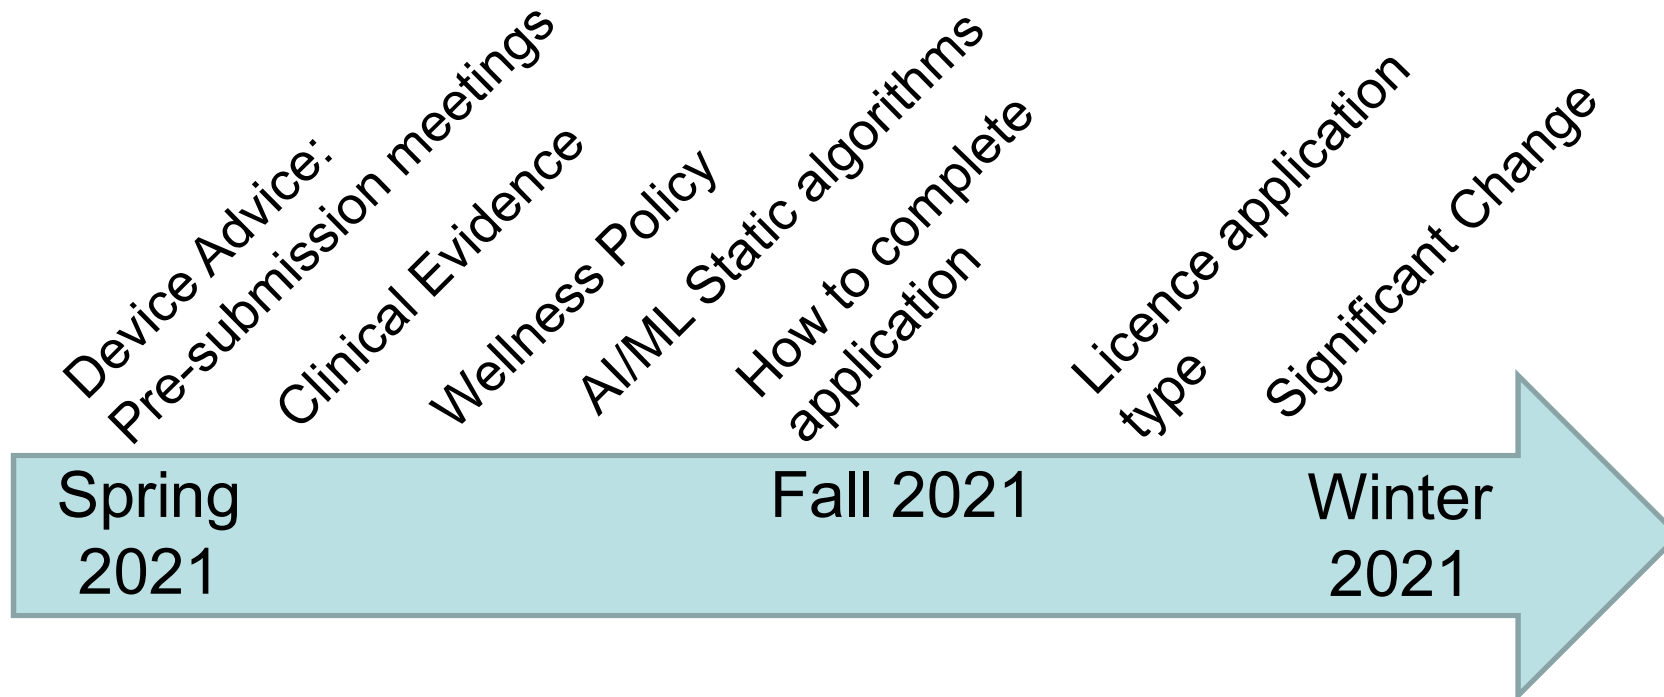 Device Advice:
Pre-submission meetings
Clinical Evidence
Wellness Policy
AI/ML Static algorithms
How to complete
application
Licence application
type
Significant Change
Spring
2021
Fall 2021
Winter
2021